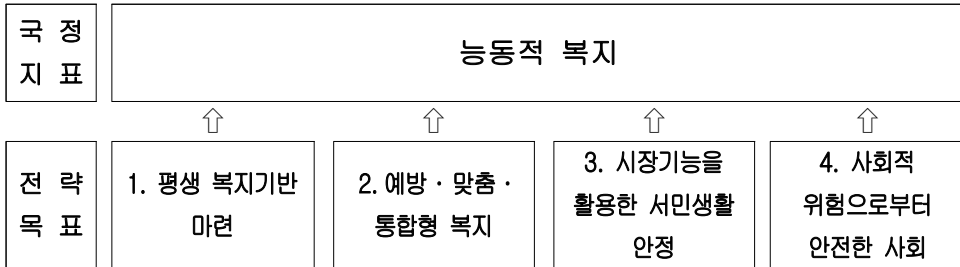 국 정
지 표
능동적 복지
⇧ ⇧ ⇧ ⇧
전 략
목 표
1. 평생 복지기반
마련
2. 예방 · 맞춤 ·
통합형 복지
3. 시장기능을
활용한 서민생활
안정
4. 사회적
위험으로부터
안전한 사회